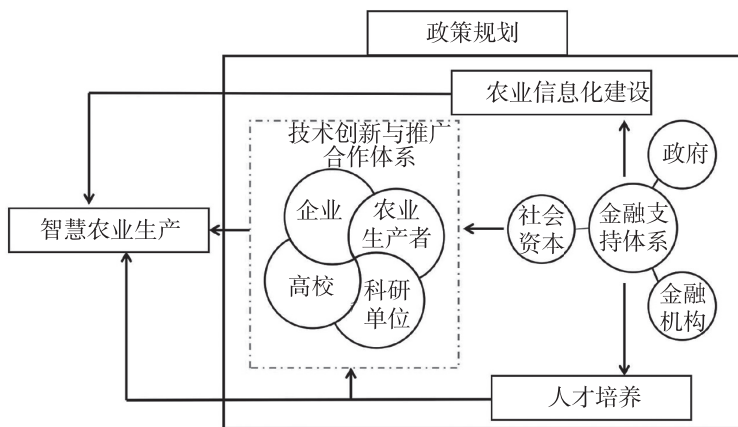 政策规划
农业信息化建设
技术创新与推广
合作体系
政府
企业
农业
生产者
社会
资本
金融支
持体系
智慧农业生产
高校
科研
单位
金融
机构
人才培养